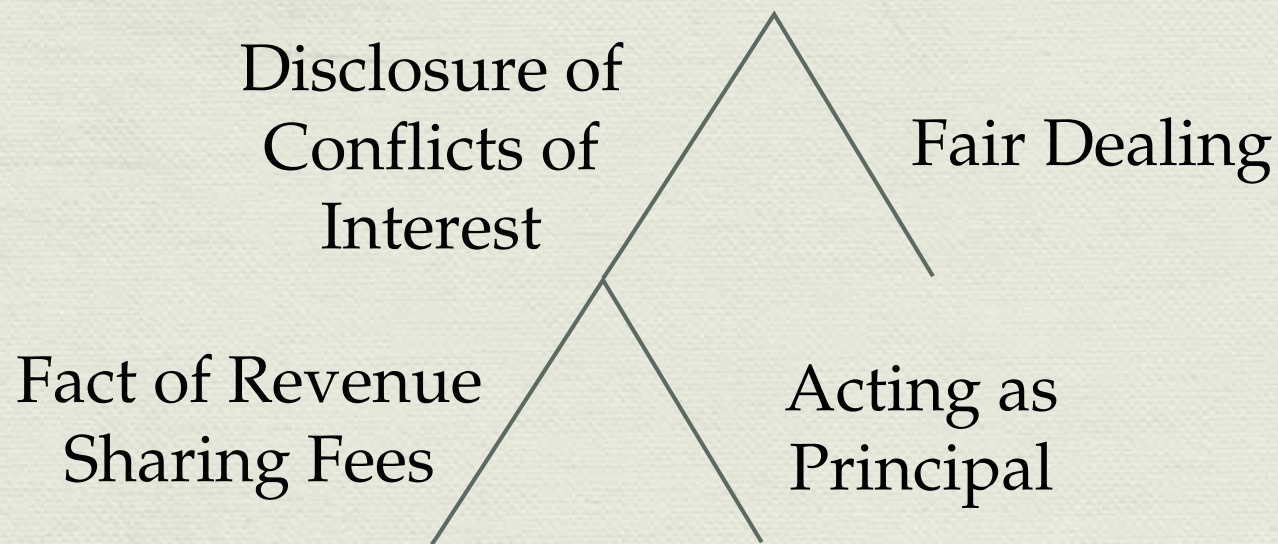 Disclosure of
Conflicts of
Interest
Fair Dealing
Fact of Revenue
Sharing Fees
Acting as
Principal